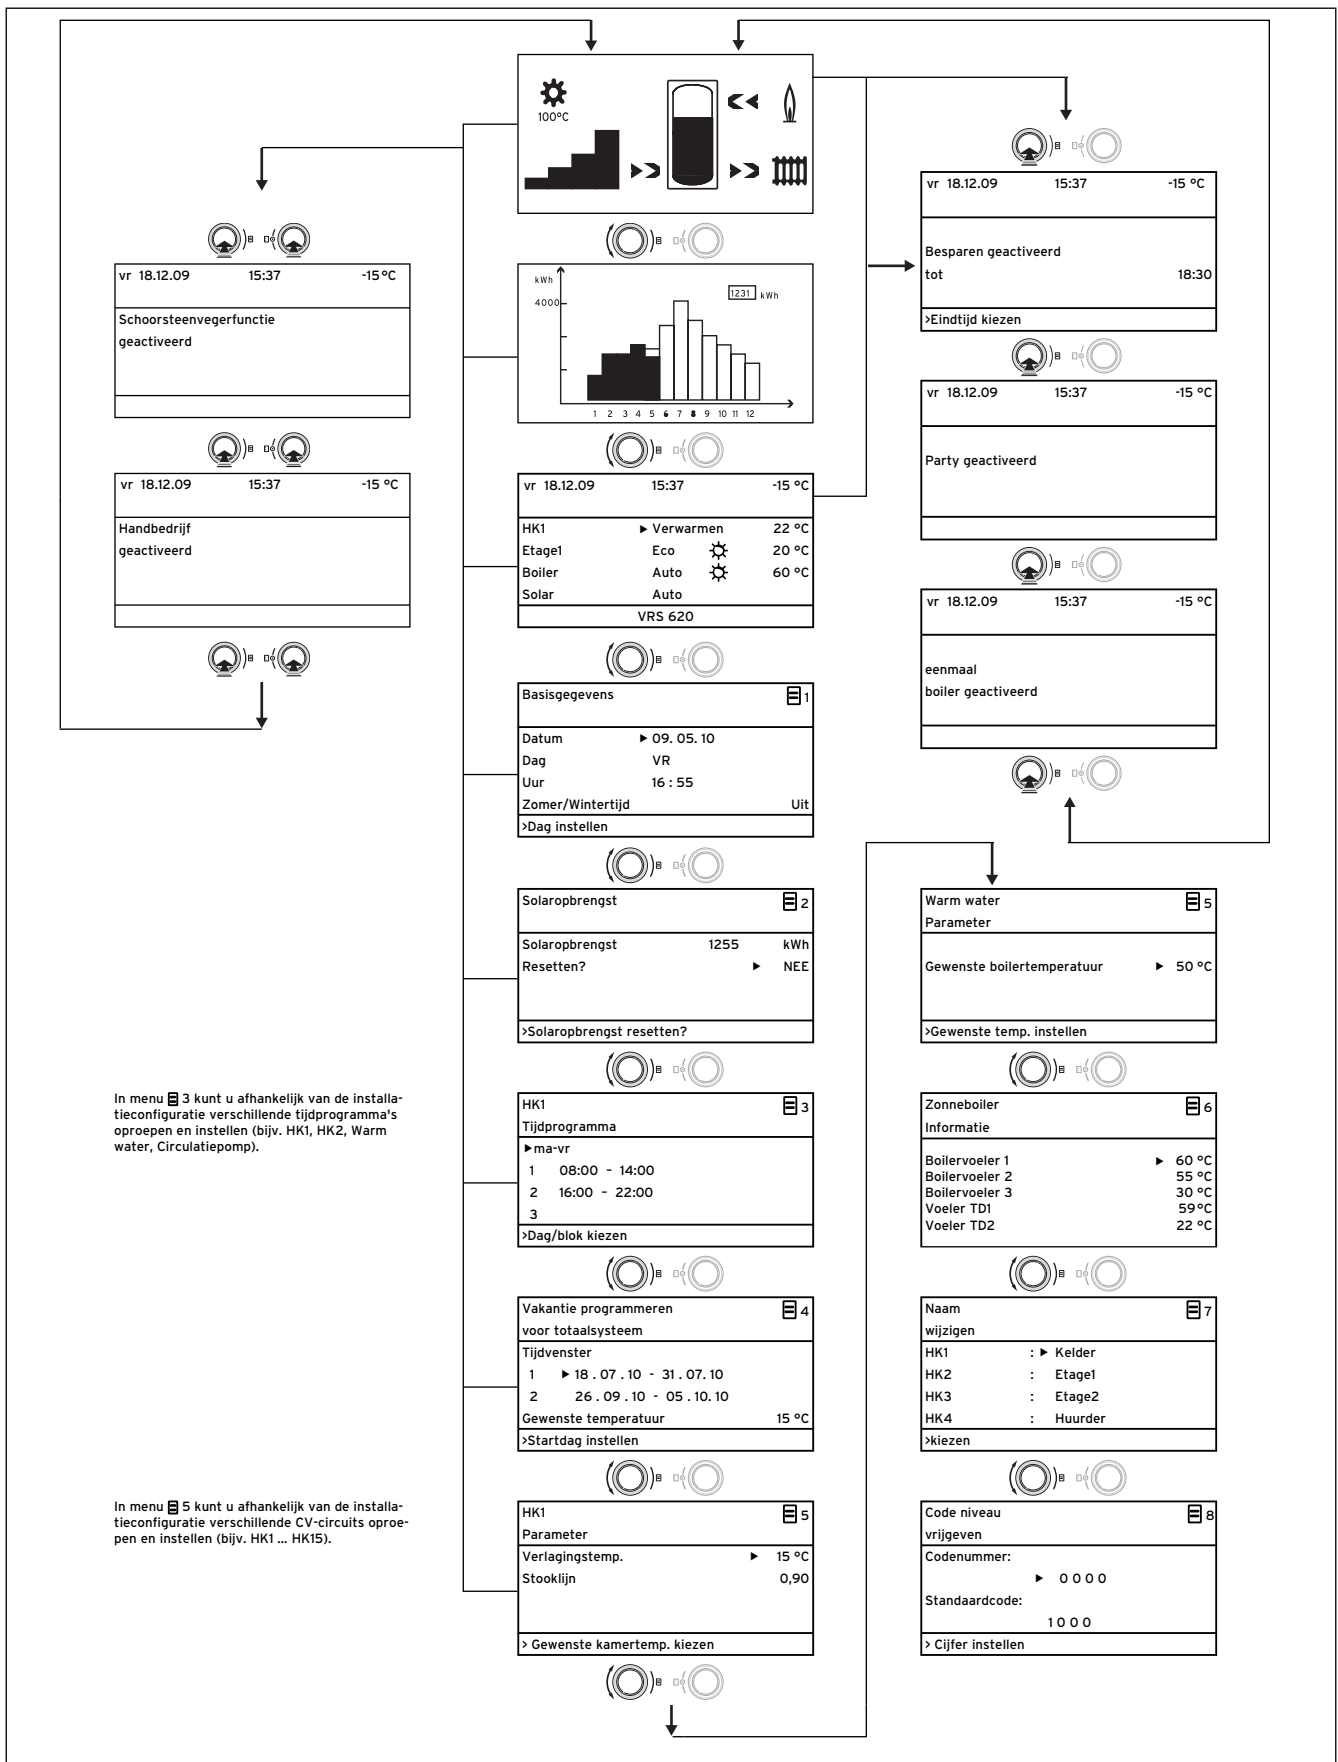 100°C
kWh
4000
1231 kWh
1 2 3 4 5 6 7 8 9 10 11 12
vr 18.12.09 15:37 -15 °C
HK1 ▶ Verwarmen 22 °C
Etage1 Eco 20 °C
Boiler Auto 60 °C
Solar Auto
VRS 620
Basisgegevens 1
Datum ▶ 09. 05. 10
Dag VR
Uur 16 : 55
Zomer/Wintertijd Uit
>Dag instellen
Solaropbrengst 2
Solaropbrengst 1255 kWh
Resetten? ▶ NEE
>Solaropbrengst resetten?
HK1 3
Tijdprogramma
▶ma-vr
1 08:00 - 14:00
2 16:00 - 22:00
3
>Dag/blok kiezen
Vakantie programmeren 4
voor totaalsysteem
Tijdvenster
1 ▶ 18 . 07 . 10 - 31 . 07. 10
2 26 . 09 . 10 - 05 . 10. 10
Gewenste temperatuur 15 °C
>Startdag instellen
HK1 5
Parameter
Verlagingstemp. ▶ 15 °C
Stooklijn 0,90
> Gewenste kamertemp. kiezen
vr 18.12.09 15:37 -15°C
Schoorsteenvegerfunctie
geactiveerd
vr 18.12.09 15:37 -15 °C
Handbedrijf
geactiveerd
In menu 3 kunt u afhankelijk van de installa-
tieconfiguratie verschillende tijdprogramma's
oproepen en instellen (bijv. HK1, HK2, Warm
water, Circulatiepomp).
In menu 5 kunt u afhankelijk van de installa-
tieconfiguratie verschillende CV-circuits oproe-
pen en instellen (bijv. HK1 ... HK15).
vr 18.12.09 15:37 -15 °C
Besparen geactiveerd
tot 18:30
>Eindtijd kiezen
vr 18.12.09 15:37 -15 °C
Party geactiveerd
vr 18.12.09 15:37 -15 °C
eenmaal
boiler geactiveerd
Warm water 5
Parameter
Gewenste boilertemperatuur ▶ 50 °C
>Gewenste temp. instellen
Zonneboiler 6
Informatie
Boilervoeler 1 ▶ 60 °C
Boilervoeler 2 55 °C
Boilervoeler 3 30 °C
Voeler TD1 59°C
Voeler TD2 22 °C
Naam 7
wijzigen
HK1 : ▶ Kelder
HK2 : Etage1
HK3 : Etage2
HK4 : Huurder
>kiezen
Code niveau 8
vrijgeven
Codenummer:
▶ 0 0 0 0
Standaardcode:
1 0 0 0
> Cijfer instellen